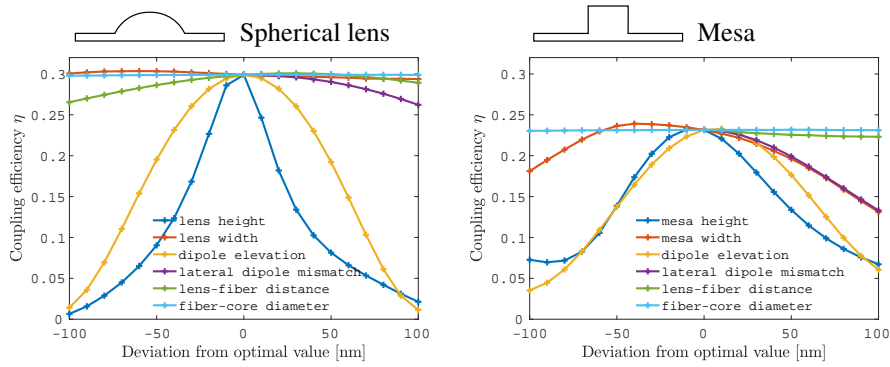 Spherical lens
Coupling efficiency η
0.3
0.25
0.2
0.15
0.1
0.05
0
-100
-50
0
50
100
Deviation from optimal value [nm]
lens height
lens width
dipole elevation
lateral dipole mismatch
lens-fiber distance
fiber-core diameter
Mesa
Coupling efficiency η
0.3
0.25
0.2
0.15
0.1
0.05
0
-100
-50
0
50
100
Deviation from optimal value [nm]
mesa height
mesa width
dipole elevation
lateral dipole mismatch
lens-fiber distance
fiber-core diameter